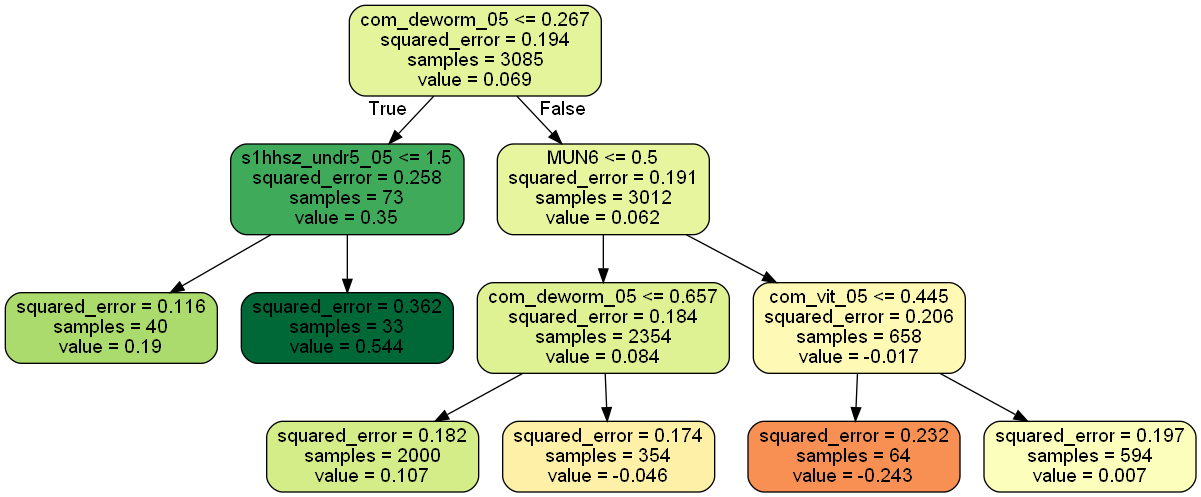 com_deworm_05 <= 0.267
squared_error = 0.194
samples = 3085
value = 0.069
True
False
s1hhsz_undr5_05 <= 1.5
squared_error = 0.258
samples = 73
value = 0.35
MUN6 <= 0.5
squared_error = 0.191
samples = 3012
value = 0.062
squared_error = 0.116
samples = 40
value = 0.19
squared_error = 0.362
samples = 33
value = 0.544
com_deworm_05 <= 0.657
squared_error = 0.184
samples = 2354
value = 0.084
com_vit_05 <= 0.445
squared_error = 0.206
samples = 658
value = -0.017
squared_error = 0.182
samples = 2000
value = 0.107
squared_error = 0.174
samples = 354
value = -0.046
squared_error = 0.232
samples = 64
value = -0.243
squared_error = 0.197
samples = 594
value = 0.007